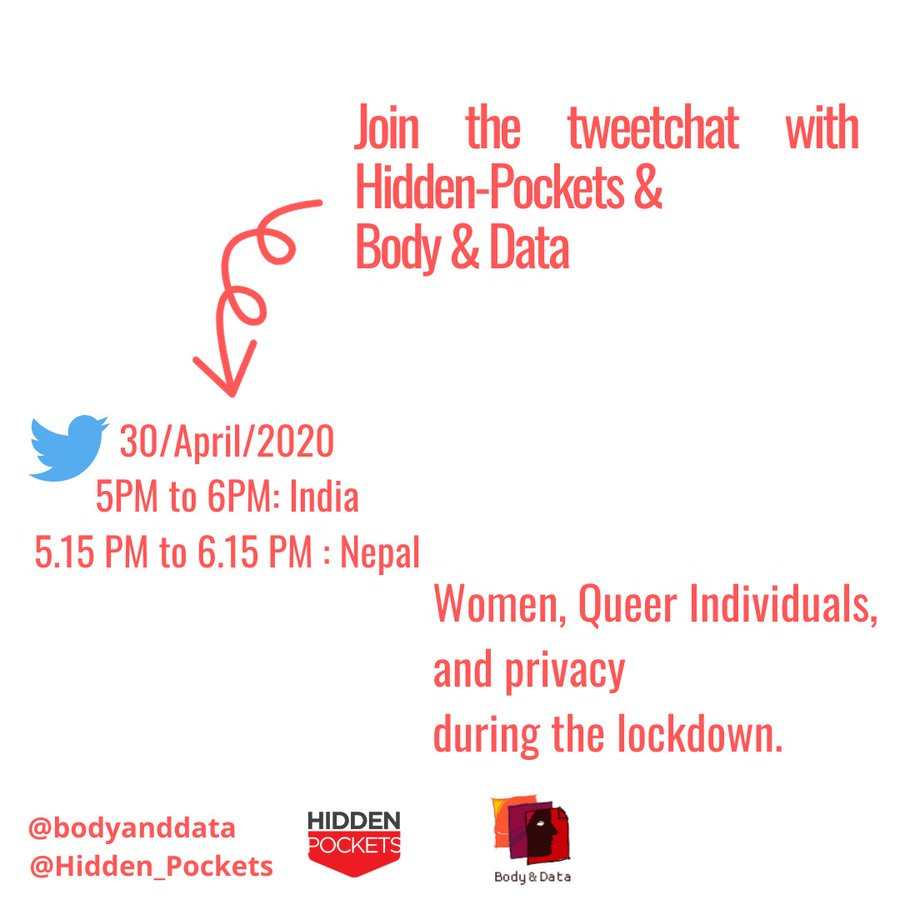 Join the tweetchat with
Hidden-Pockets &
Body & Data
30/April/2020
5PM to 6PM: India
5.15 PM to 6.15 PM : Nepal
Women, Queer Individuals,
and privacy
during the lockdown.
@bodyanddata
@Hidden_Pockets
HIDDEN
POCKETS
Body & Data